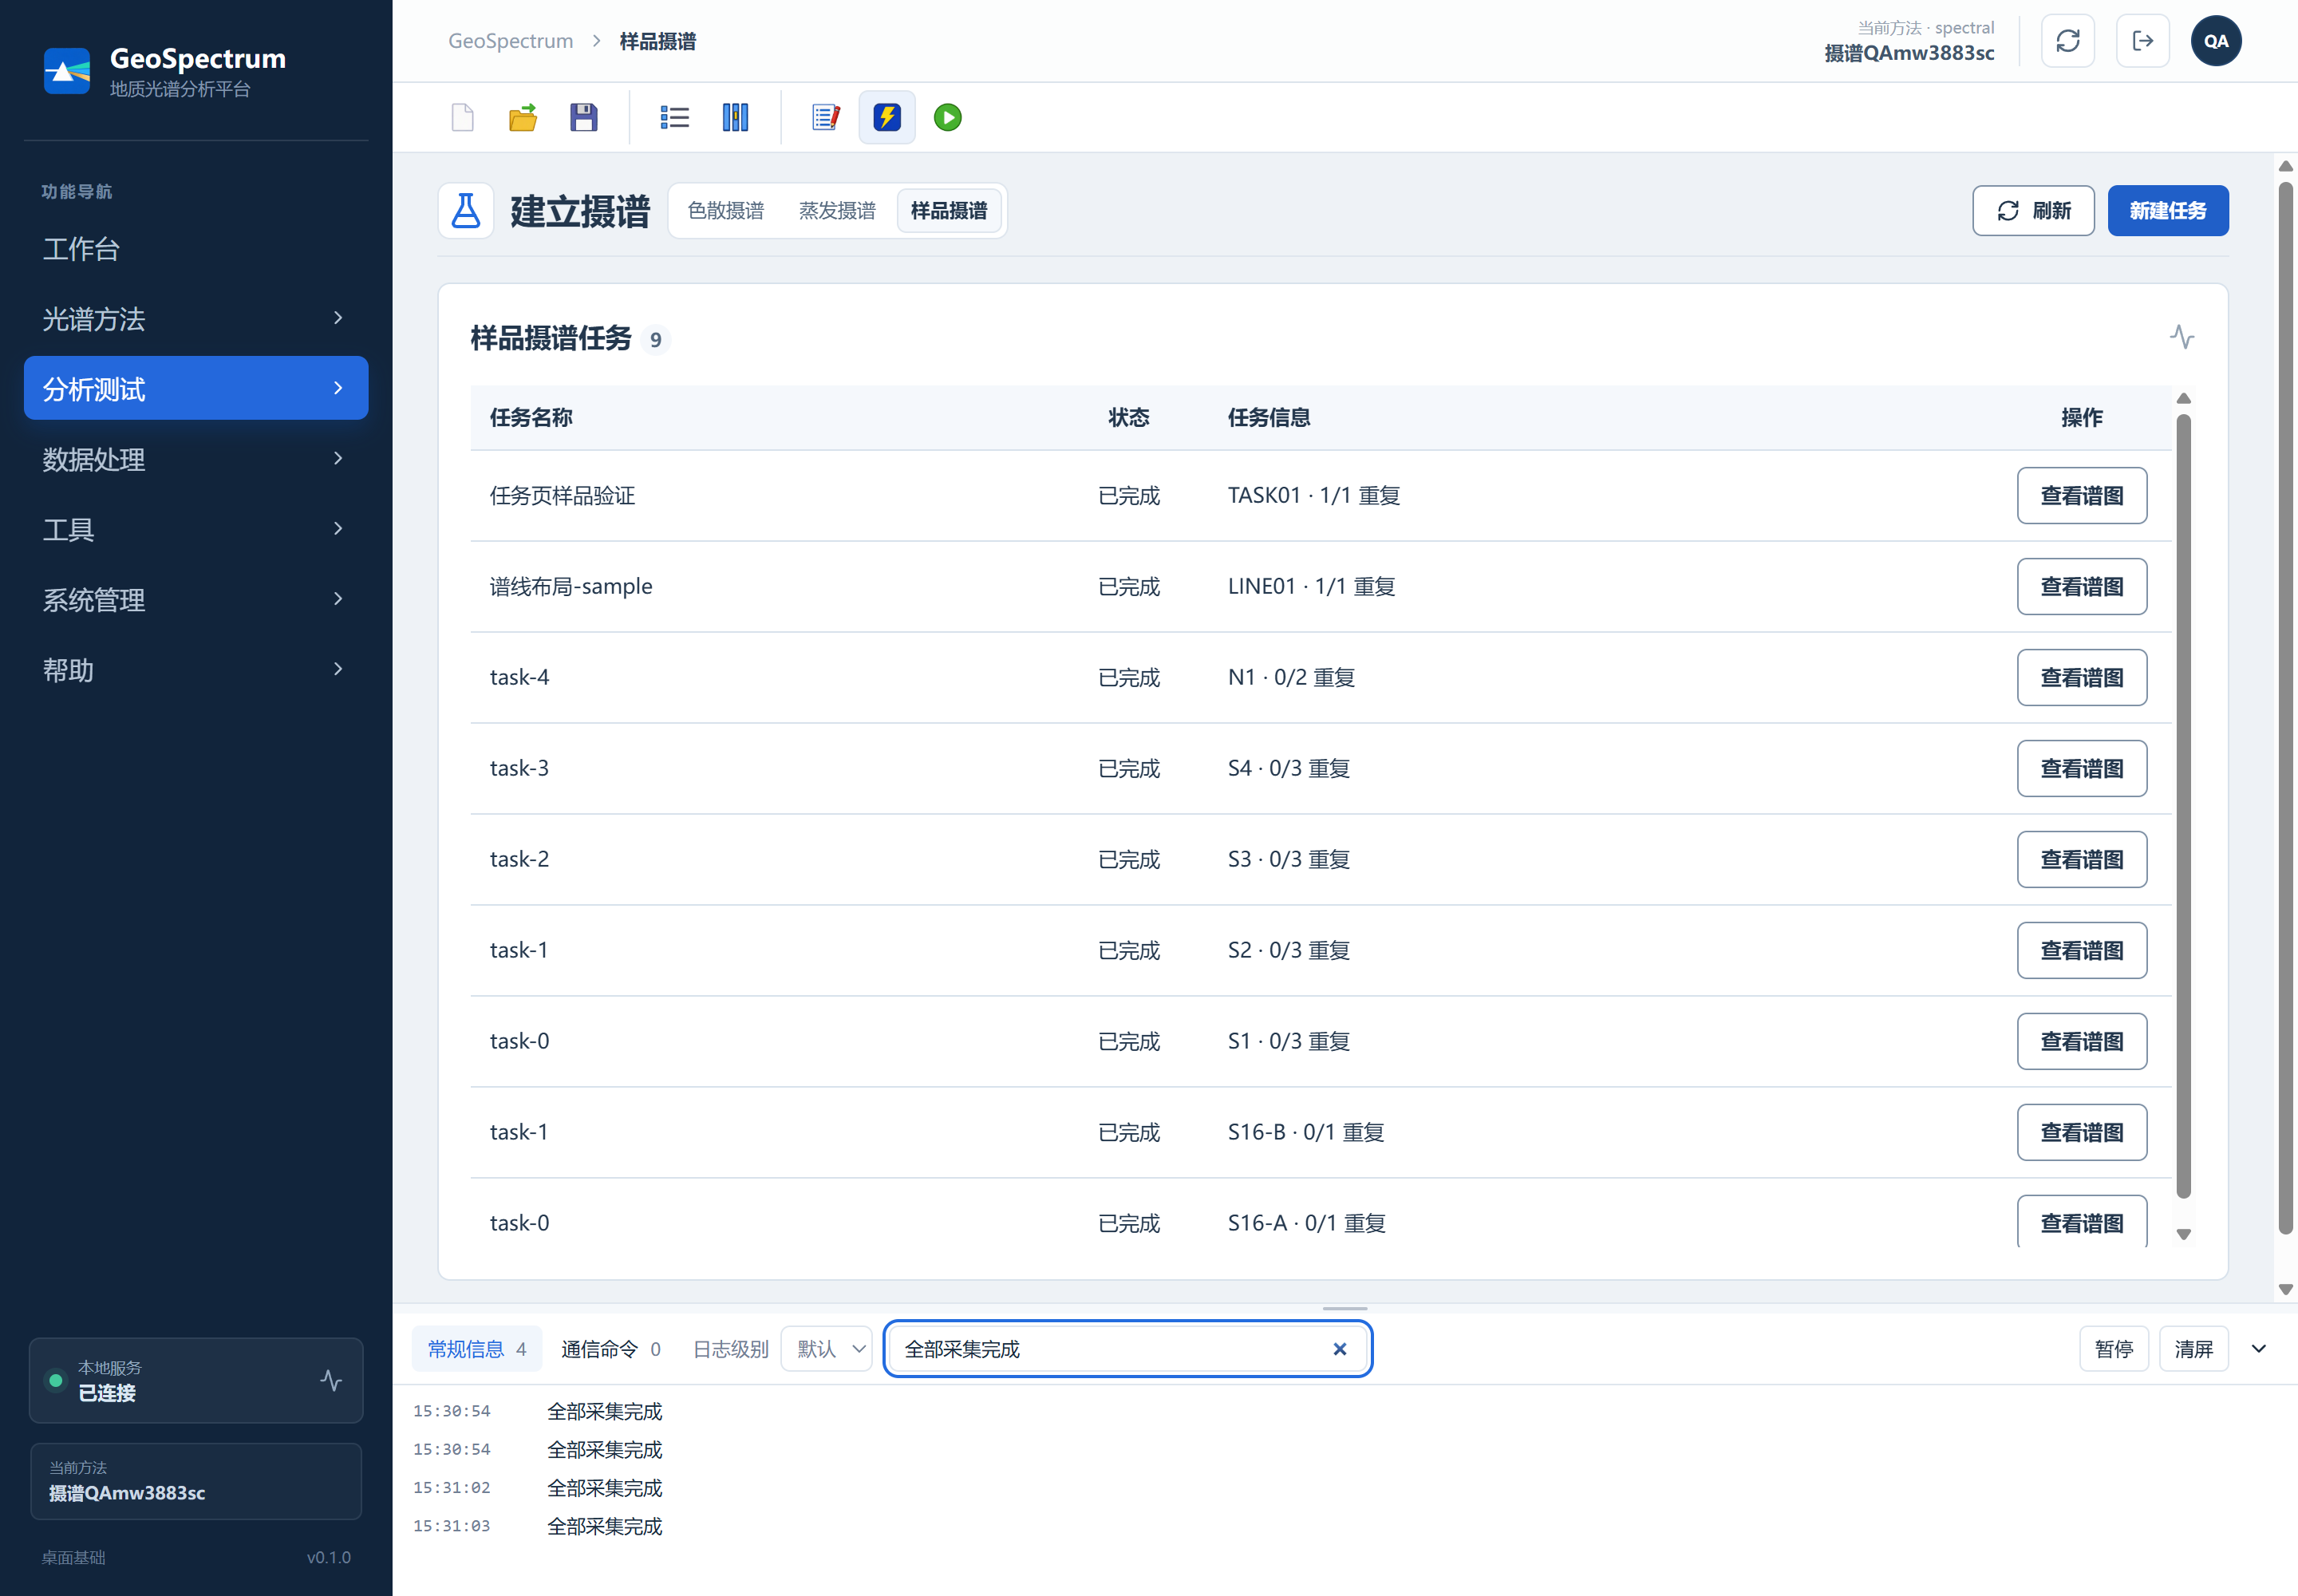 GeoSpectrum
地质光谱分析平台
功能导航
工作台
光谱方法
分析测试
数据处理
工具
系统管理
帮助
本地服务
已连接
当前方法
摄谱QAmw3883sc
桌面基础 v0.1.0
GeoSpectrum 样品摄谱
当前方法 · spectral
摄谱QAmw3883sc
QA
建立摄谱 色散摄谱 蒸发摄谱 样品摄谱 刷新 新建任务
样品摄谱任务 9
任务名称 状态 任务信息 操作
任务页样品验证 已完成 TASK01 · 1/1 重复 查看谱图
谱线布局-sample 已完成 LINE01 · 1/1 重复 查看谱图
task-4 已完成 N1 · 0/2 重复 查看谱图
task-3 已完成 S4 · 0/3 重复 查看谱图
task-2 已完成 S3 · 0/3 重复 查看谱图
task-1 已完成 S2 · 0/3 重复 查看谱图
task-0 已完成 S1 · 0/3 重复 查看谱图
task-1 已完成 S16-B · 0/1 重复 查看谱图
task-0 已完成 S16-A · 0/1 重复 查看谱图
常规信息 4 通信命令 0 日志级别 默认 全部采集完成 暂停 清屏
15:30:54 全部采集完成
15:30:54 全部采集完成
15:31:02 全部采集完成
15:31:03 全部采集完成